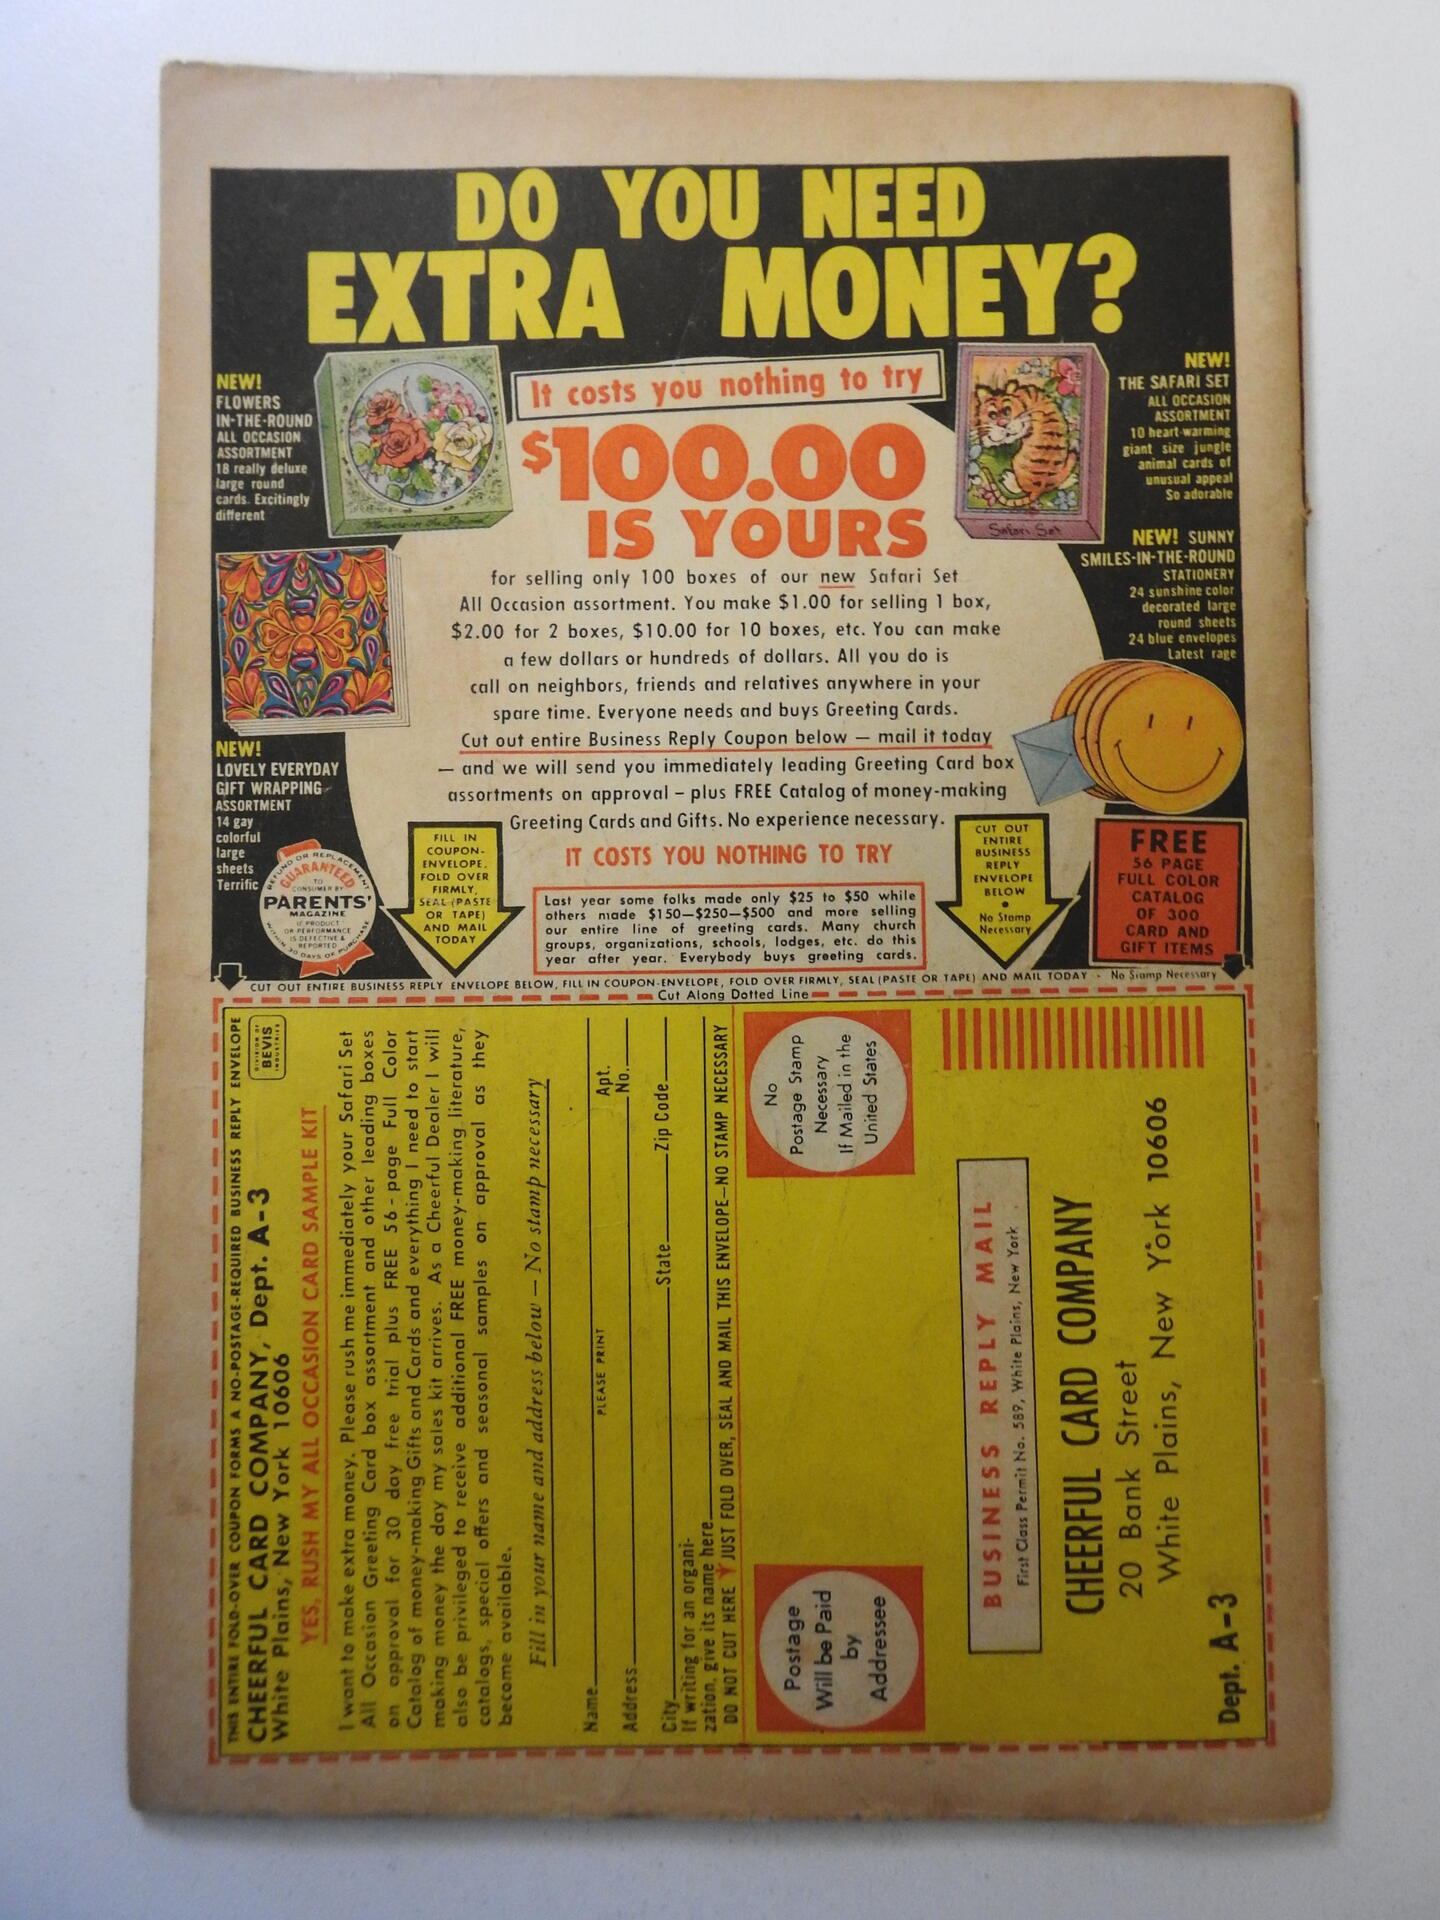 DO YOU NEED
EXTRA MONEY?
It costs you nothing to try
$100.00
IS YOURS
NEW!
FLOWERS
IN-THE-ROUND
ALL OCCASION
ASSORTMENT
18 really deluxe
large round
cards. Excitingly
different
Flowers in the Round
Safari Set
NEW!
THE SAFARI SET
ALL OCCASION
ASSORTMENT
10 heart-warming
giant size jungle
animal cards of
unusual appeal
So adorable
NEW! SUNNY
SMILES-IN-THE-ROUND
STATIONERY
24 sunshine color
decorated large
round sheets
24 blue envelopes
Latest rage
for selling only 100 boxes of our new Safari Set
All Occasion assortment. You make $1.00 for selling 1 box,
$2.00 for 2 boxes, $10.00 for 10 boxes, etc. You can make
a few dollars or hundreds of dollars. All you do is
call on neighbors, friends and relatives anywhere in your
spare time. Everyone needs and buys Greeting Cards.
Cut out entire Business Reply Coupon below — mail it today
— and we will send you immediately leading Greeting Card box
assortments on approval – plus FREE Catalog of money-making
Greeting Cards and Gifts. No experience necessary.
IT COSTS YOU NOTHING TO TRY
NEW!
LOVELY EVERYDAY
GIFT WRAPPING
ASSORTMENT
14 gay
colorful
large
sheets
Terrific
REFUND OR REPLACEMENT
GUARANTEED
TO
CONSUMER BY
PARENTS'
MAGAZINE
IF PRODUCT
OR PERFORMANCE
IS DEFECTIVE &
REPORTED
WITHIN 30 DAYS OF PURCHASE
FILL IN
COUPON-
ENVELOPE,
FOLD OVER
FIRMLY,
SEAL (PASTE
OR TAPE)
AND MAIL
TODAY
Last year some folks made only $25 to $50 while
others made $150—$250—$500 and more selling
our entire line of greeting cards. Many church
groups, organizations, schools, lodges, etc. do this
year after year. Everybody buys greeting cards.
CUT OUT
ENTIRE
BUSINESS
REPLY
ENVELOPE
BELOW
•
No Stamp
Necessary
FREE
56 PAGE
FULL COLOR
CATALOG
OF 300
CARD AND
GIFT ITEMS
CUT OUT ENTIRE BUSINESS REPLY ENVELOPE BELOW, FILL IN COUPON-ENVELOPE, FOLD OVER FIRMLY, SEAL (PASTE OR TAPE) AND MAIL TODAY - No Stamp Necessary
Cut Along Dotted Line
THIS ENTIRE FOLD-OVER COUPON FORMS A NO-POSTAGE-REQUIRED BUSINESS REPLY ENVELOPE
CHEERFUL CARD COMPANY, Dept. A-3
White Plains, New York 10606
DIVISION OF
BEVIS
INDUSTRIES
YES, RUSH MY ALL OCCASION CARD SAMPLE KIT
I want to make extra money. Please rush me immediately your Safari Set
All Occasion Greeting Card box assortment and other leading boxes
on approval for 30 day free trial plus FREE 56-page Full Color
Catalog of money-making Gifts and Cards and everything I need to start
making money the day my sales kit arrives. As a Cheerful Dealer I will
also be privileged to receive additional FREE money-making literature,
catalogs, special offers and seasonal samples on approval as they
become available.
Fill in your name and address below — No stamp necessary
Name
PLEASE PRINT
Address Apt. No.
City State Zip Code
If writing for an organi-
zation, give its name here
DO NOT CUT HERE JUST FOLD OVER, SEAL AND MAIL THIS ENVELOPE—NO STAMP NECESSARY
No
Postage Stamp
Necessary
If Mailed in the
United States
Postage
Will be Paid
by
Addressee
BUSINESS REPLY MAIL
First Class Permit No. 589, White Plains, New York
CHEERFUL CARD COMPANY
20 Bank Street
White Plains, New York 10606
Dept. A-3